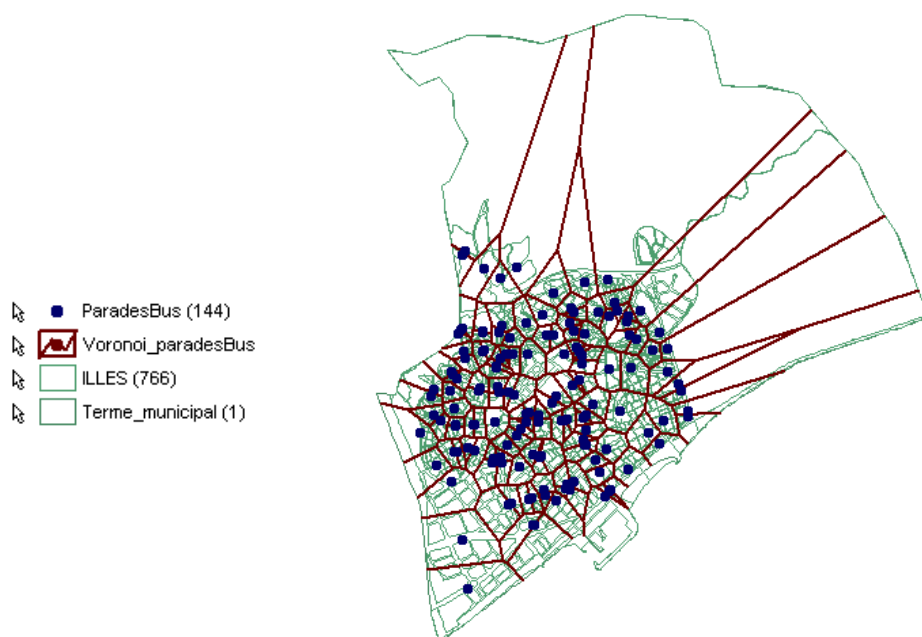 ParadesBus (144)
Voronoi_paradesBus
ILLES (766)
Terme_municipal (1)